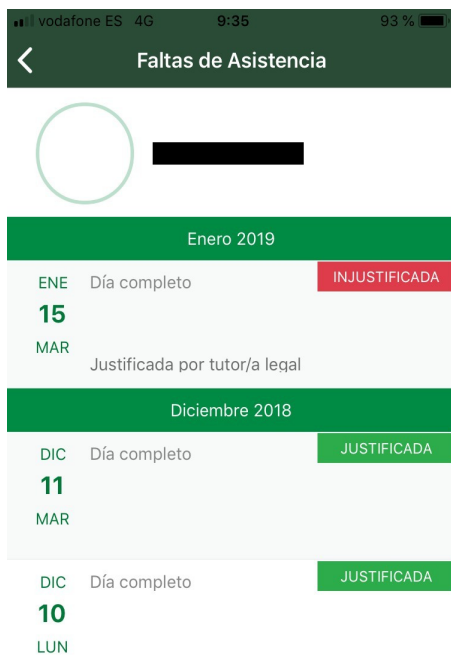 vodafone ES 4G 9:35 93 %
Faltas de Asistencia
Enero 2019
ENE Día completo INJUSTIFICADA
15
MAR
Justificada por tutor/a legal
Diciembre 2018
DIC Día completo JUSTIFICADA
11
MAR
DIC Día completo JUSTIFICADA
10
LUN